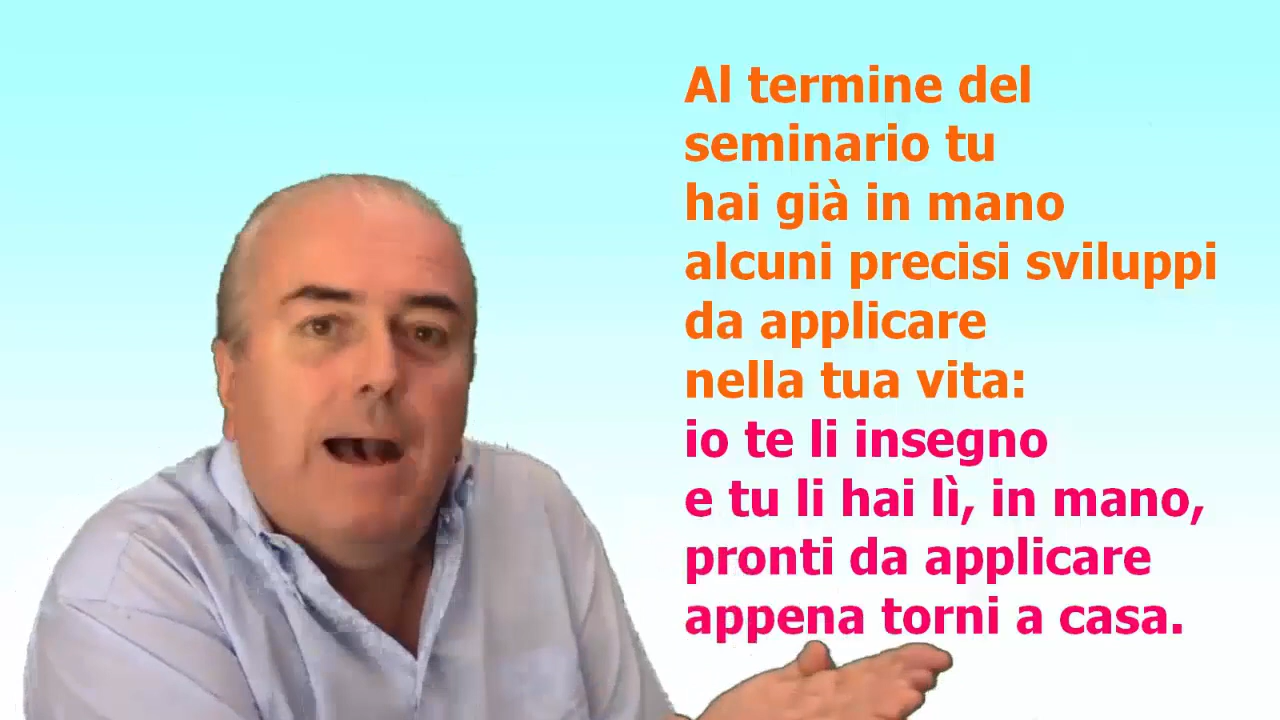 Al termine del
seminario tu
hai già in mano
alcuni precisi sviluppi
da applicare
nella tua vita:
io te li insegno
e tu li hai lì, in mano,
pronti da applicare
appena torni a casa.